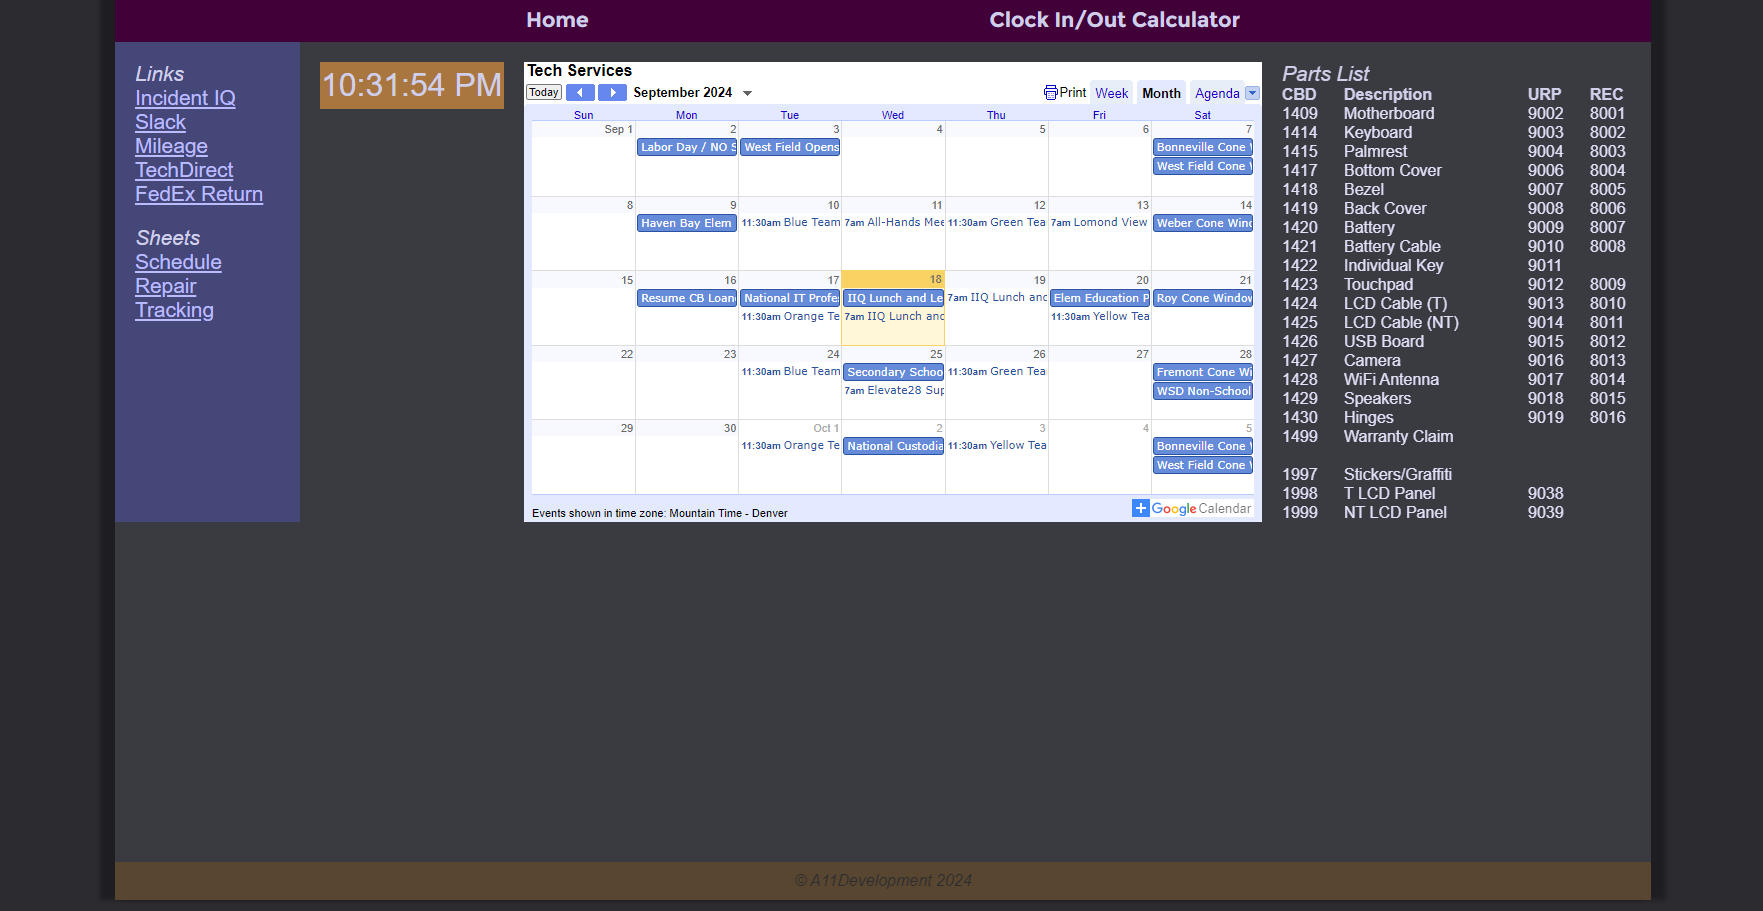 Home
Clock In/Out Calculator
Links
Incident IQ
Slack
Mileage
TechDirect
FedEx Return
Sheets
Schedule
Repair
Tracking
10:31:54 PM
Tech Services
Today
September 2024
Print Week Month Agenda
Sun Mon Tue Wed Thu Fri Sat
Sep 1 2 3 4 5 6 7
Labor Day / NO S
West Field Opens
Bonneville Cone
West Field Cone
8 9 10 11 12 13 14
Haven Bay Elem
11:30am Blue Team
7am All-Hands Mee
11:30am Green Tea
7am Lomond View
Weber Cone Wind
15 16 17 18 19 20 21
Resume CB Loan
National IT Profes
IIQ Lunch and Le
7am IIQ Lunch and
Elem Education P
Roy Cone Window
11:30am Orange Te
7am IIQ Lunch and
11:30am Yellow Tea
22 23 24 25 26 27 28
11:30am Blue Team
Secondary Schoo
11:30am Green Tea
Fremont Cone Wi
7am Elevate28 Sup
WSD Non-School
29 30 Oct 1 2 3 4 5
11:30am Orange Te
National Custodia
11:30am Yellow Tea
Bonneville Cone
West Field Cone
Events shown in time zone: Mountain Time - Denver
Google Calendar
Parts List
CBD Description URP REC
1409 Motherboard 9002 8001
1414 Keyboard 9003 8002
1415 Palmrest 9004 8003
1417 Bottom Cover 9006 8004
1418 Bezel 9007 8005
1419 Back Cover 9008 8006
1420 Battery 9009 8007
1421 Battery Cable 9010 8008
1422 Individual Key 9011
1423 Touchpad 9012 8009
1424 LCD Cable (T) 9013 8010
1425 LCD Cable (NT) 9014 8011
1426 USB Board 9015 8012
1427 Camera 9016 8013
1428 WiFi Antenna 9017 8014
1429 Speakers 9018 8015
1430 Hinges 9019 8016
1499 Warranty Claim
1997 Stickers/Graffiti
1998 T LCD Panel 9038
1999 NT LCD Panel 9039
© A11Development 2024